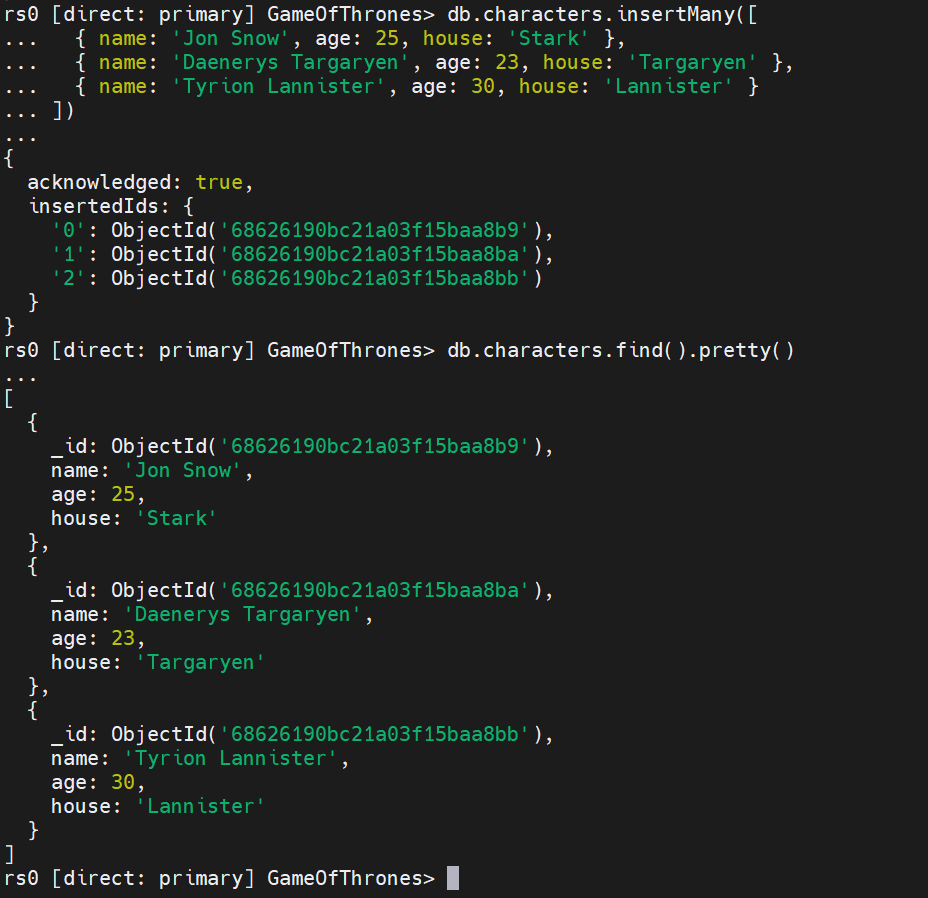 rs0 [direct: primary] GameOfThrones> db.characters.insertMany([
...   { name: 'Jon Snow', age: 25, house: 'Stark' },
...   { name: 'Daenerys Targaryen', age: 23, house: 'Targaryen' },
...   { name: 'Tyrion Lannister', age: 30, house: 'Lannister' }
... ])
...
{
  acknowledged: true,
  insertedIds: {
    '0': ObjectId('68626190bc21a03f15baa8b9'),
    '1': ObjectId('68626190bc21a03f15baa8ba'),
    '2': ObjectId('68626190bc21a03f15baa8bb')
  }
}
rs0 [direct: primary] GameOfThrones> db.characters.find().pretty()
...
[
  {
    _id: ObjectId('68626190bc21a03f15baa8b9'),
    name: 'Jon Snow',
    age: 25,
    house: 'Stark'
  },
  {
    _id: ObjectId('68626190bc21a03f15baa8ba'),
    name: 'Daenerys Targaryen',
    age: 23,
    house: 'Targaryen'
  },
  {
    _id: ObjectId('68626190bc21a03f15baa8bb'),
    name: 'Tyrion Lannister',
    age: 30,
    house: 'Lannister'
  }
]
rs0 [direct: primary] GameOfThrones>